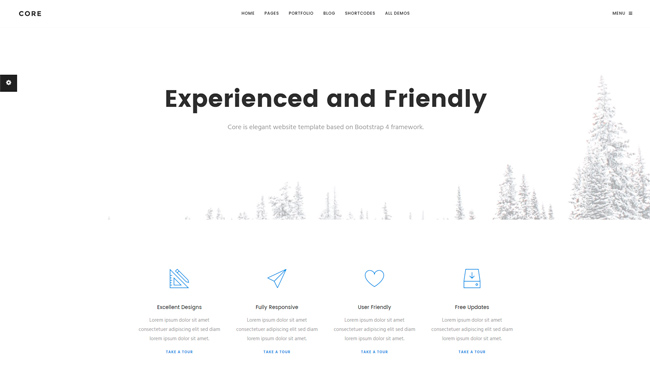 CORE
HOME PAGES PORTFOLIO BLOG SHORTCODES ALL DEMOS
MENU
Experienced and Friendly
Core is elegant website template based on Bootstrap 4 framework.
Excellent Designs
Lorem ipsum dolor sit amet
consectetuer adipiscing elit sed diam
lorem ipsum dolor sit amet.
TAKE A TOUR
Fully Responsive
Lorem ipsum dolor sit amet
consectetuer adipiscing elit sed diam
lorem ipsum dolor sit amet.
TAKE A TOUR
User Friendly
Lorem ipsum dolor sit amet
consectetuer adipiscing elit sed diam
lorem ipsum dolor sit amet.
TAKE A TOUR
Free Updates
Lorem ipsum dolor sit amet
consectetuer adipiscing elit sed diam
lorem ipsum dolor sit amet.
TAKE A TOUR